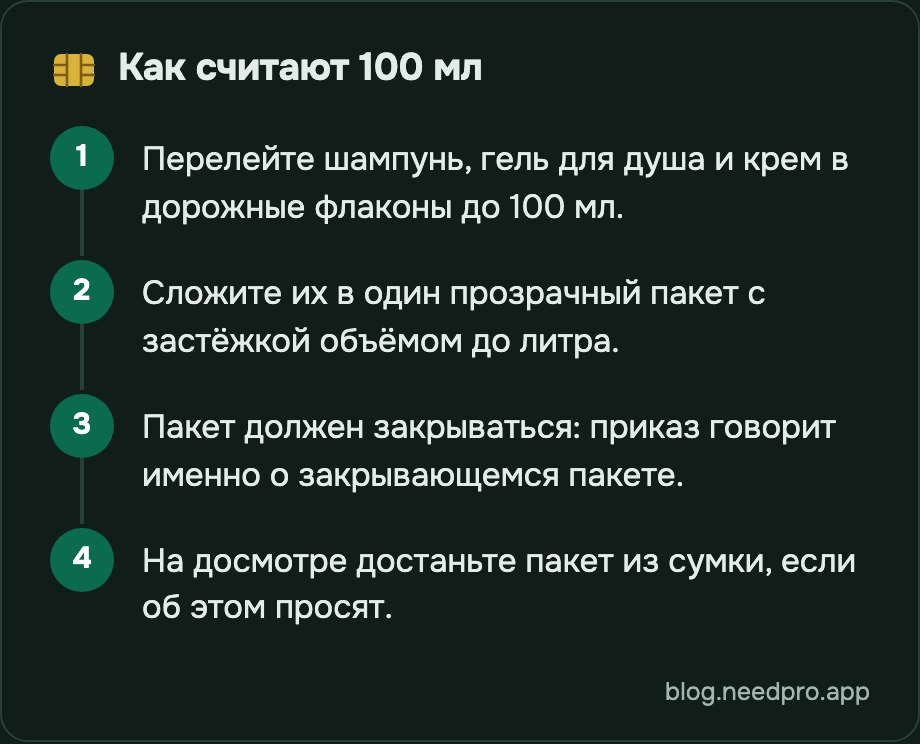 Как считают 100 мл
1
Перелейте шампунь, гель для душа и крем в
дорожные флаконы до 100 мл.
2
Сложите их в один прозрачный пакет с
застёжкой объёмом до литра.
3
Пакет должен закрываться: приказ говорит
именно о закрывающемся пакете.
4
На досмотре достаньте пакет из сумки, если
об этом просят.
blog.needpro.app